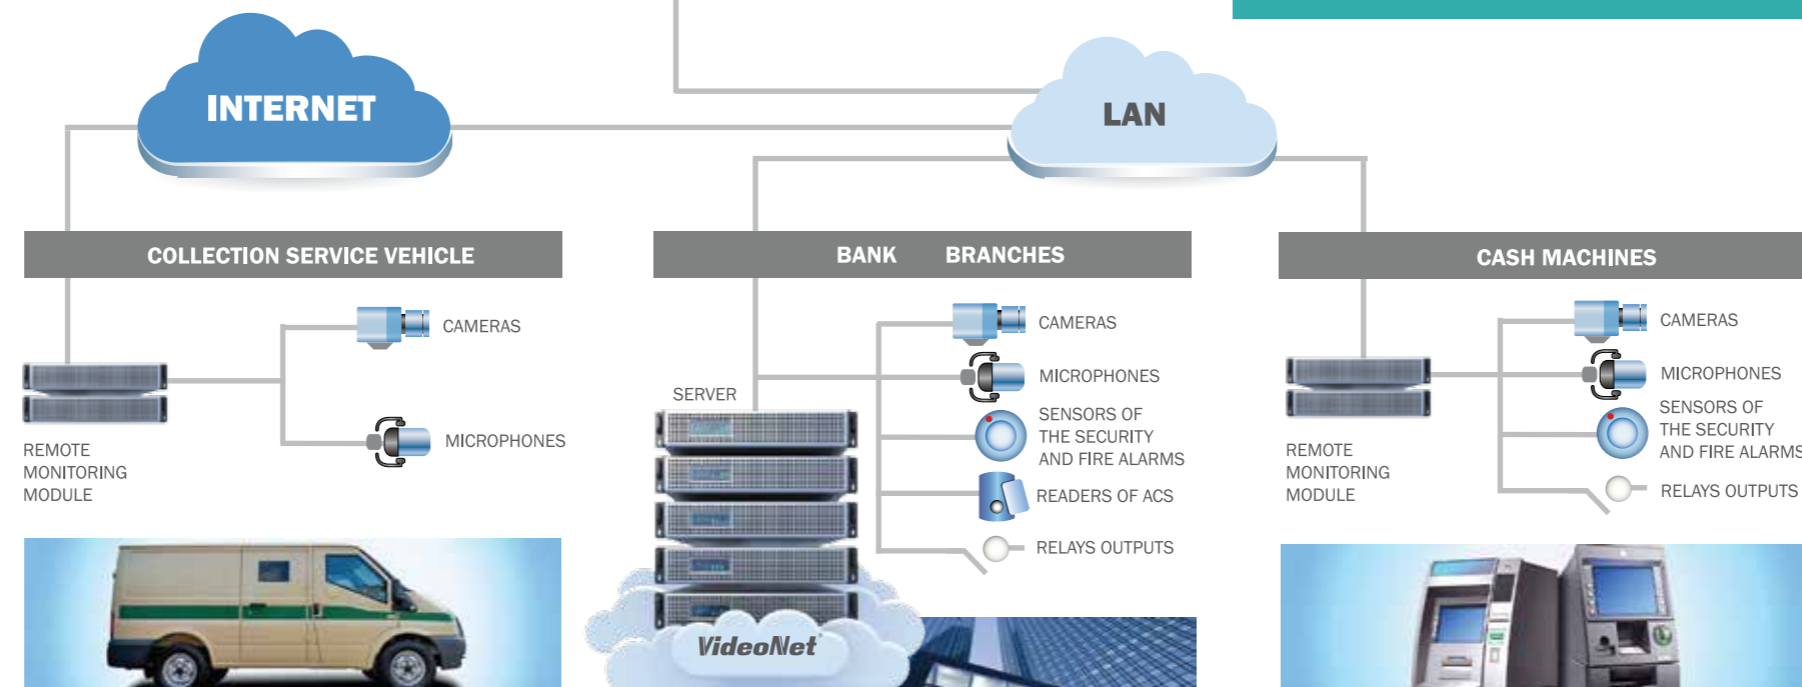 INTERNET
LAN
COLLECTION SERVICE VEHICLE
CAMERAS
MICROPHONES
REMOTE
MONITORING
MODULE
BANK BRANCHES
CAMERAS
MICROPHONES
SERVER
SENSORS OF
THE SECURITY
AND FIRE ALARMS
READERS OF ACS
RELAYS OUTPUTS
VideoNet
CASH MACHINES
CAMERAS
MICROPHONES
SENSORS OF
THE SECURITY
AND FIRE ALARMS
REMOTE
MONITORING
MODULE
RELAYS OUTPUTS